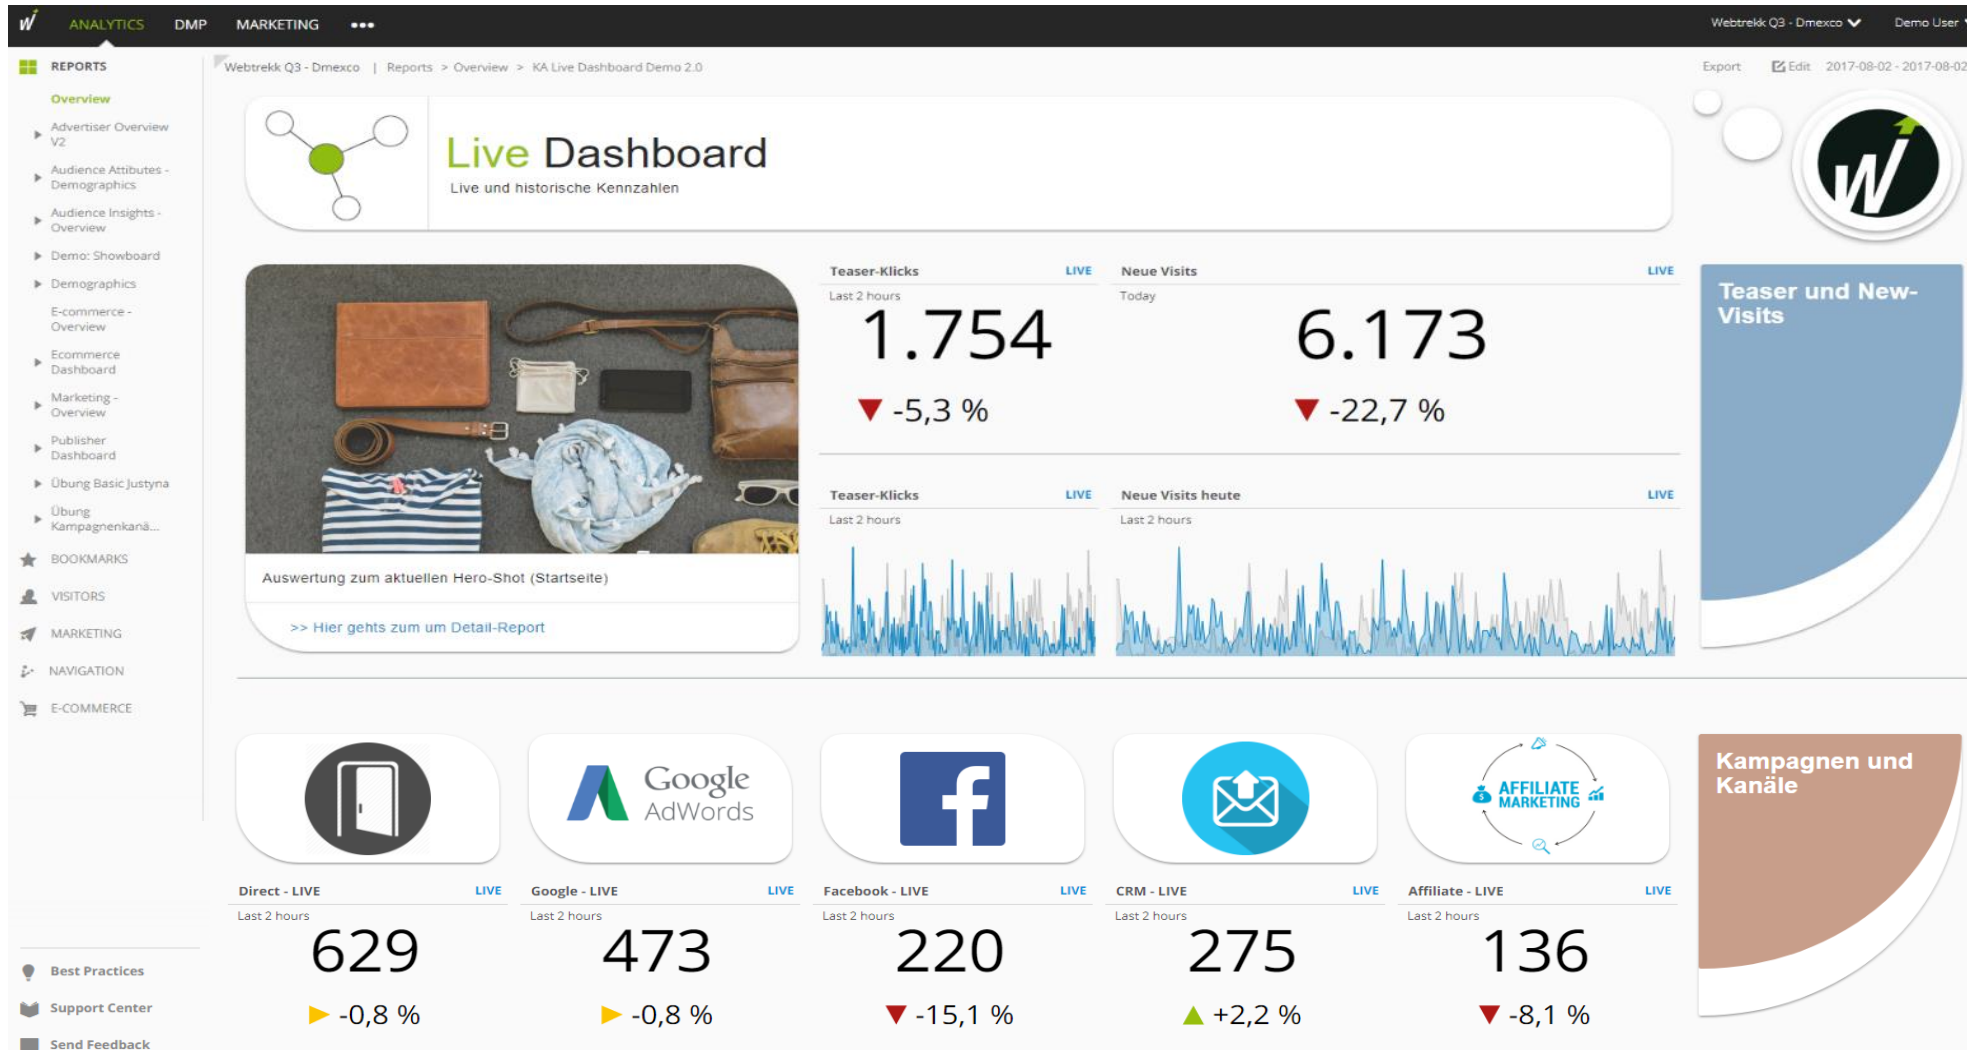 W
ANALYTICS
DMP
MARKETING
•••
Webtrekk Q3 - Dmexco
Demo User
REPORTS
Overview
Advertiser Overview
V2
Audience Attibutes -
Demographics
Audience Insights -
Overview
Demo: Showboard
Demographics
E-commerce -
Overview
Ecommerce
Dashboard
Marketing -
Overview
Publisher
Dashboard
Übung Basic Justyna
Übung
Kampagnenkanä...
BOOKMARKS
VISITORS
MARKETING
NAVIGATION
E-COMMERCE
Best Practices
Support Center
Send Feedback
Webtrekk Q3 - Dmexco | Reports > Overview > KA Live Dashboard Demo 2.0
Export
Edit
2017-08-02 - 2017-08-02
Live Dashboard
Live und historische Kennzahlen
W
Auswertung zum aktuellen Hero-Shot (Startseite)
>> Hier gehts zum um Detail-Report
Teaser-Klicks LIVE
Last 2 hours
1.754
-5,3 %
Neue Visits LIVE
Today
6.173
-22,7 %
Teaser-Klicks LIVE
Last 2 hours
Neue Visits heute LIVE
Last 2 hours
Teaser und New-
Visits
Google
AdWords
f
AFFILIATE
MARKETING
$
Kampagnen und
Kanäle
Direct - LIVE LIVE
Last 2 hours
629
-0,8 %
Google - LIVE LIVE
Last 2 hours
473
-0,8 %
Facebook - LIVE LIVE
Last 2 hours
220
-15,1 %
CRM - LIVE LIVE
Last 2 hours
275
+2,2 %
Affiliate - LIVE LIVE
Last 2 hours
136
-8,1 %